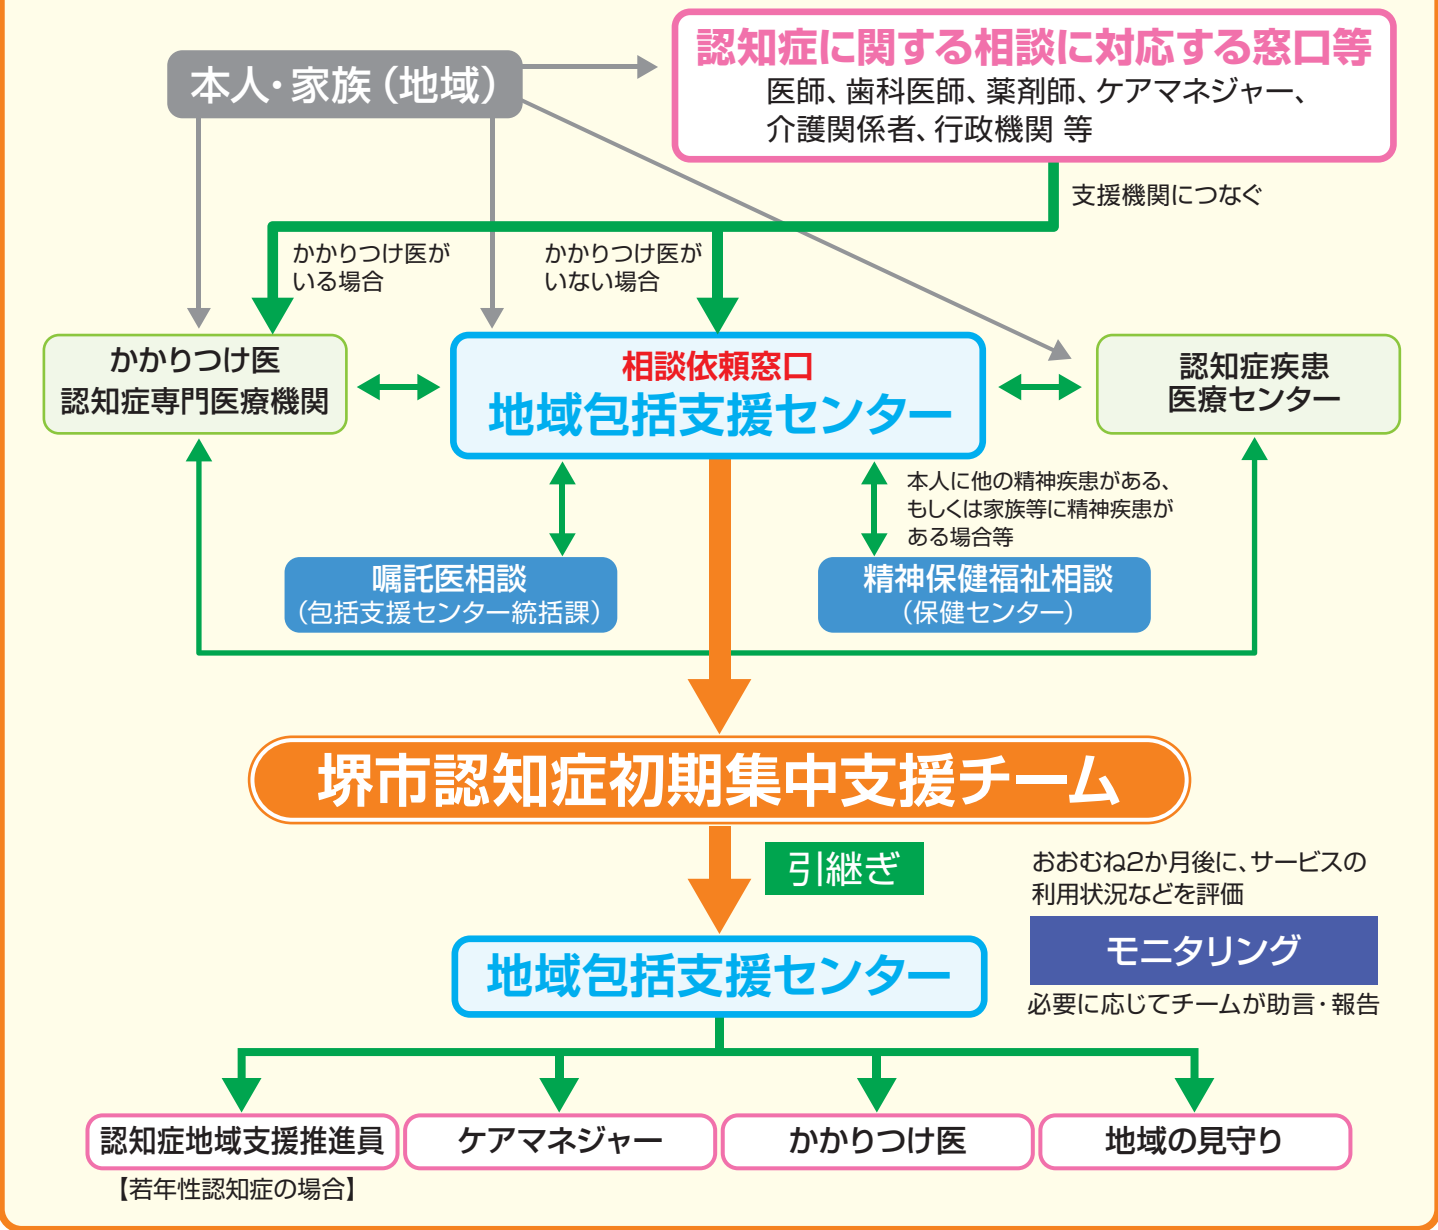 認知症に関する相談に対応する窓口等
医師、歯科医師、薬剤師、ケアマネジャー、
介護関係者、行政機関 等
本人・家族（地域）
支援機関につなぐ
かかりつけ医が
いる場合
かかりつけ医が
いない場合
かかりつけ医
認知症専門医療機関
相談依頼窓口
地域包括支援センター
認知症疾患
医療センター
本人に他の精神疾患がある、
もしくは家族等に精神疾患が
ある場合等
嘱託医相談
（包括支援センター統括課）
精神保健福祉相談
（保健センター）
堺市認知症初期集中支援チーム
引継ぎ
おおむね2か月後に、サービスの
利用状況などを評価
モニタリング
必要に応じてチームが助言・報告
地域包括支援センター
認知症地域支援推進員
【若年性認知症の場合】
ケアマネジャー
かかりつけ医
地域の見守り